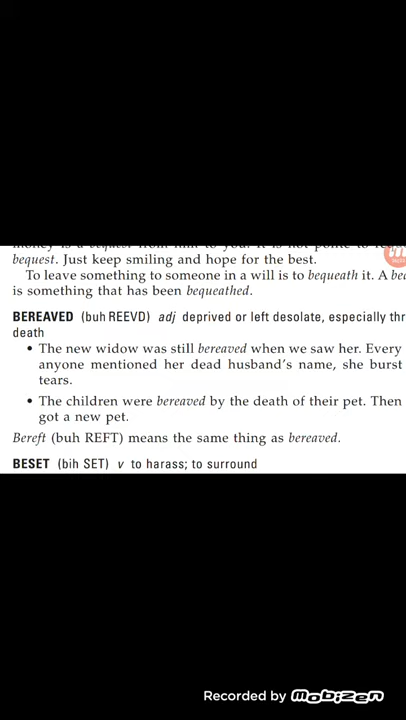 bequest. Just keep smiling and hope for the best.
To leave something to someone in a will is to bequeath it. A
is something that has been bequeathed.
BEREAVED (buh REEVD) adj deprived or left desolate, especially thr
death
• The new widow was still bereaved when we saw her. Every
anyone mentioned her dead husband's name, she burst
tears.
• The children were bereaved by the death of their pet. Then
got a new pet.
Bereft (buh REFT) means the same thing as bereaved.
BESET (bih SET) v to harass; to surround
Recorded by mobizen